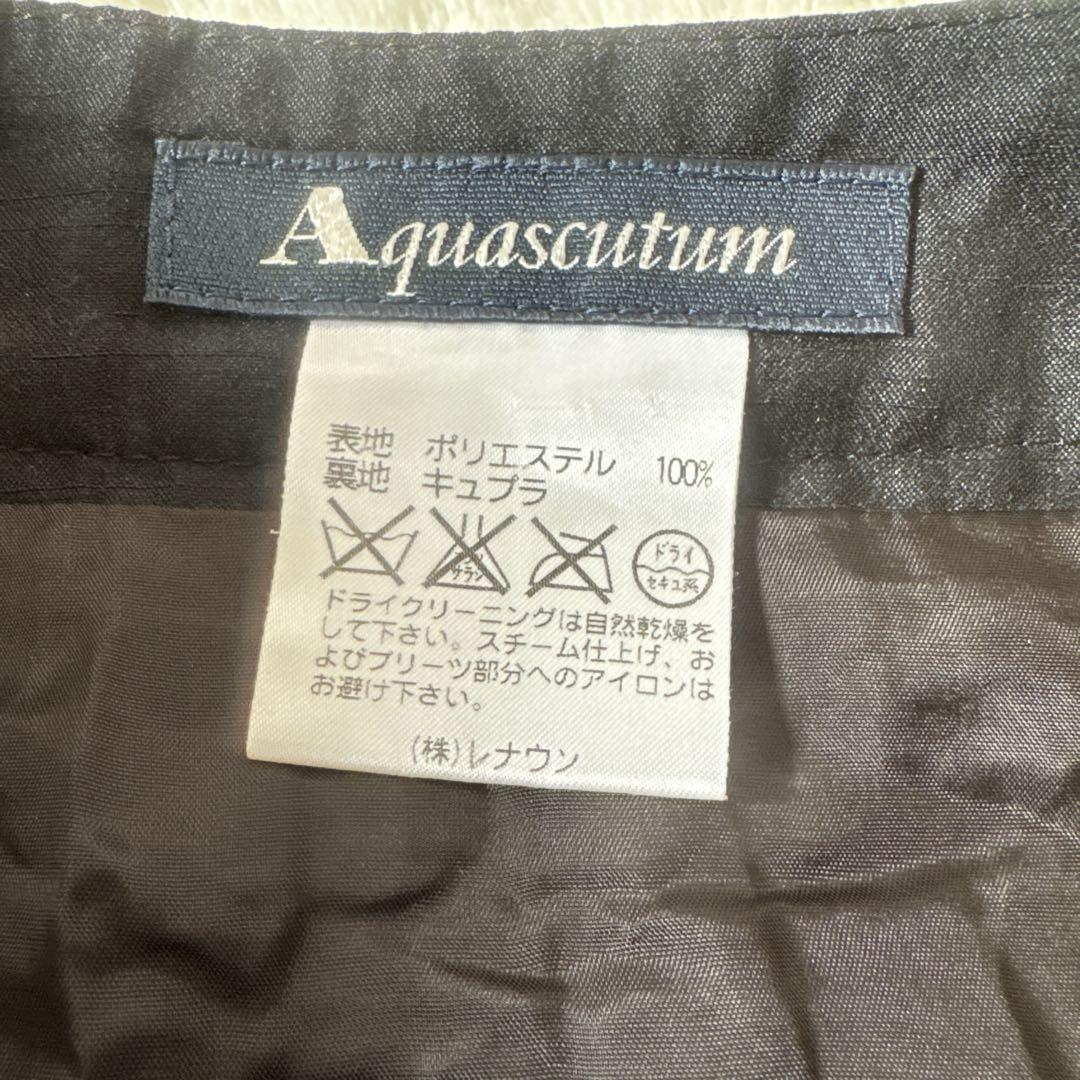 Aquascutum
表地 ポリエステル 100%
裏地 キュプラ
サラシ
ドライ
セキユ系
ドライクリーニングは自然乾燥を
して下さい。スチーム仕上げ、お
よびプリーツ部分へのアイロンは
お避け下さい。
(株)レナウン